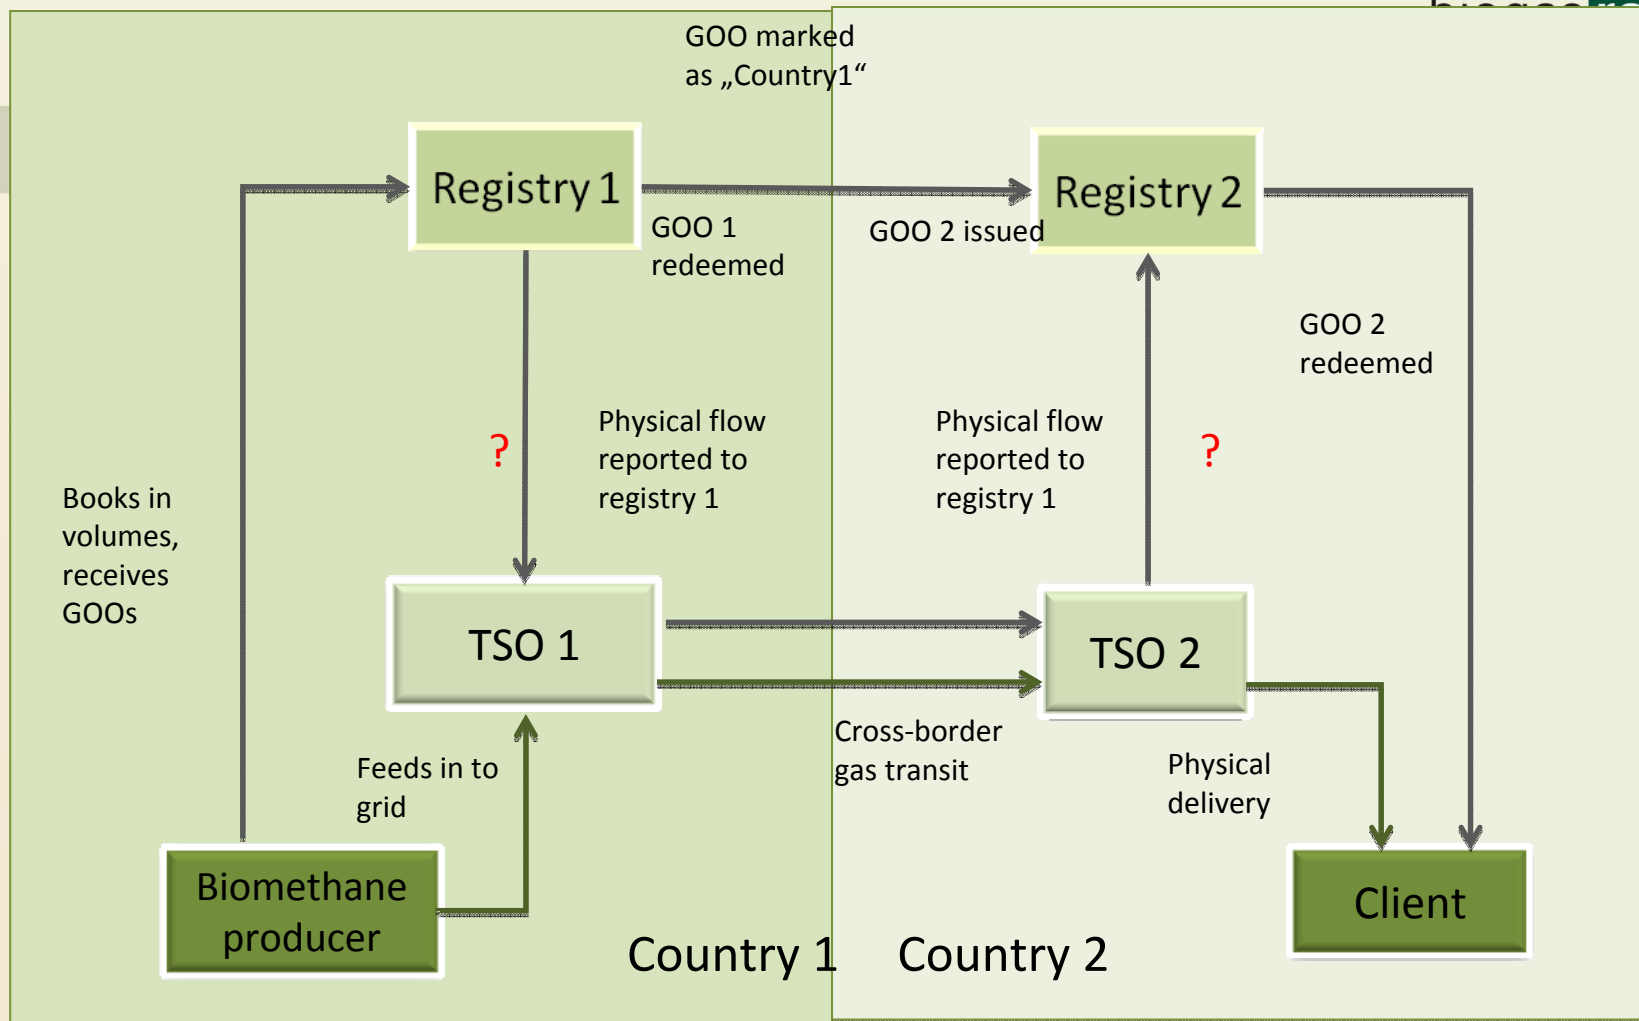 GOO marked
as „Country1“
Registry 1
Registry 2
GOO 1
redeemed
GOO 2 issued
GOO 2
redeemed
?
Physical flow
reported to
registry 1
Physical flow
reported to
registry 1
?
Books in
volumes,
receives
GOOs
TSO 1
TSO 2
Cross-border
gas transit
Feeds in to
grid
Physical
delivery
Biomethane
producer
Client
Country 1
Country 2